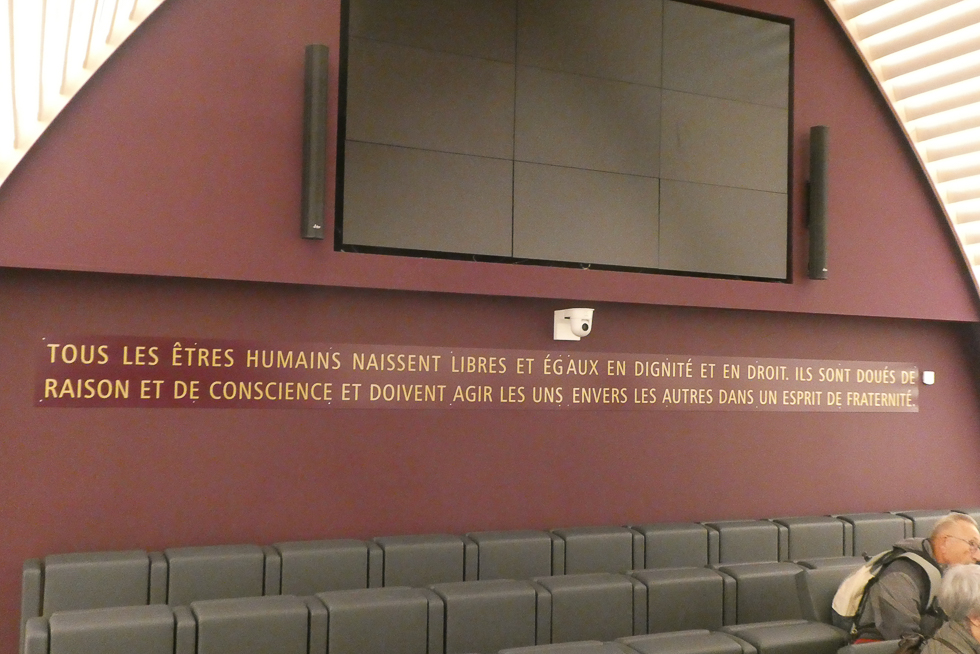 TOUS LES ÊTRES HUMAINS NAISSENT LIBRES ET ÉGAUX EN DIGNITÉ ET EN DROIT. ILS SONT DOUÉS DE
RAISON ET DE CONSCIENCE ET DOIVENT AGIR LES UNS ENVERS LES AUTRES DANS UN ESPRIT DE FRATERNITÉ.